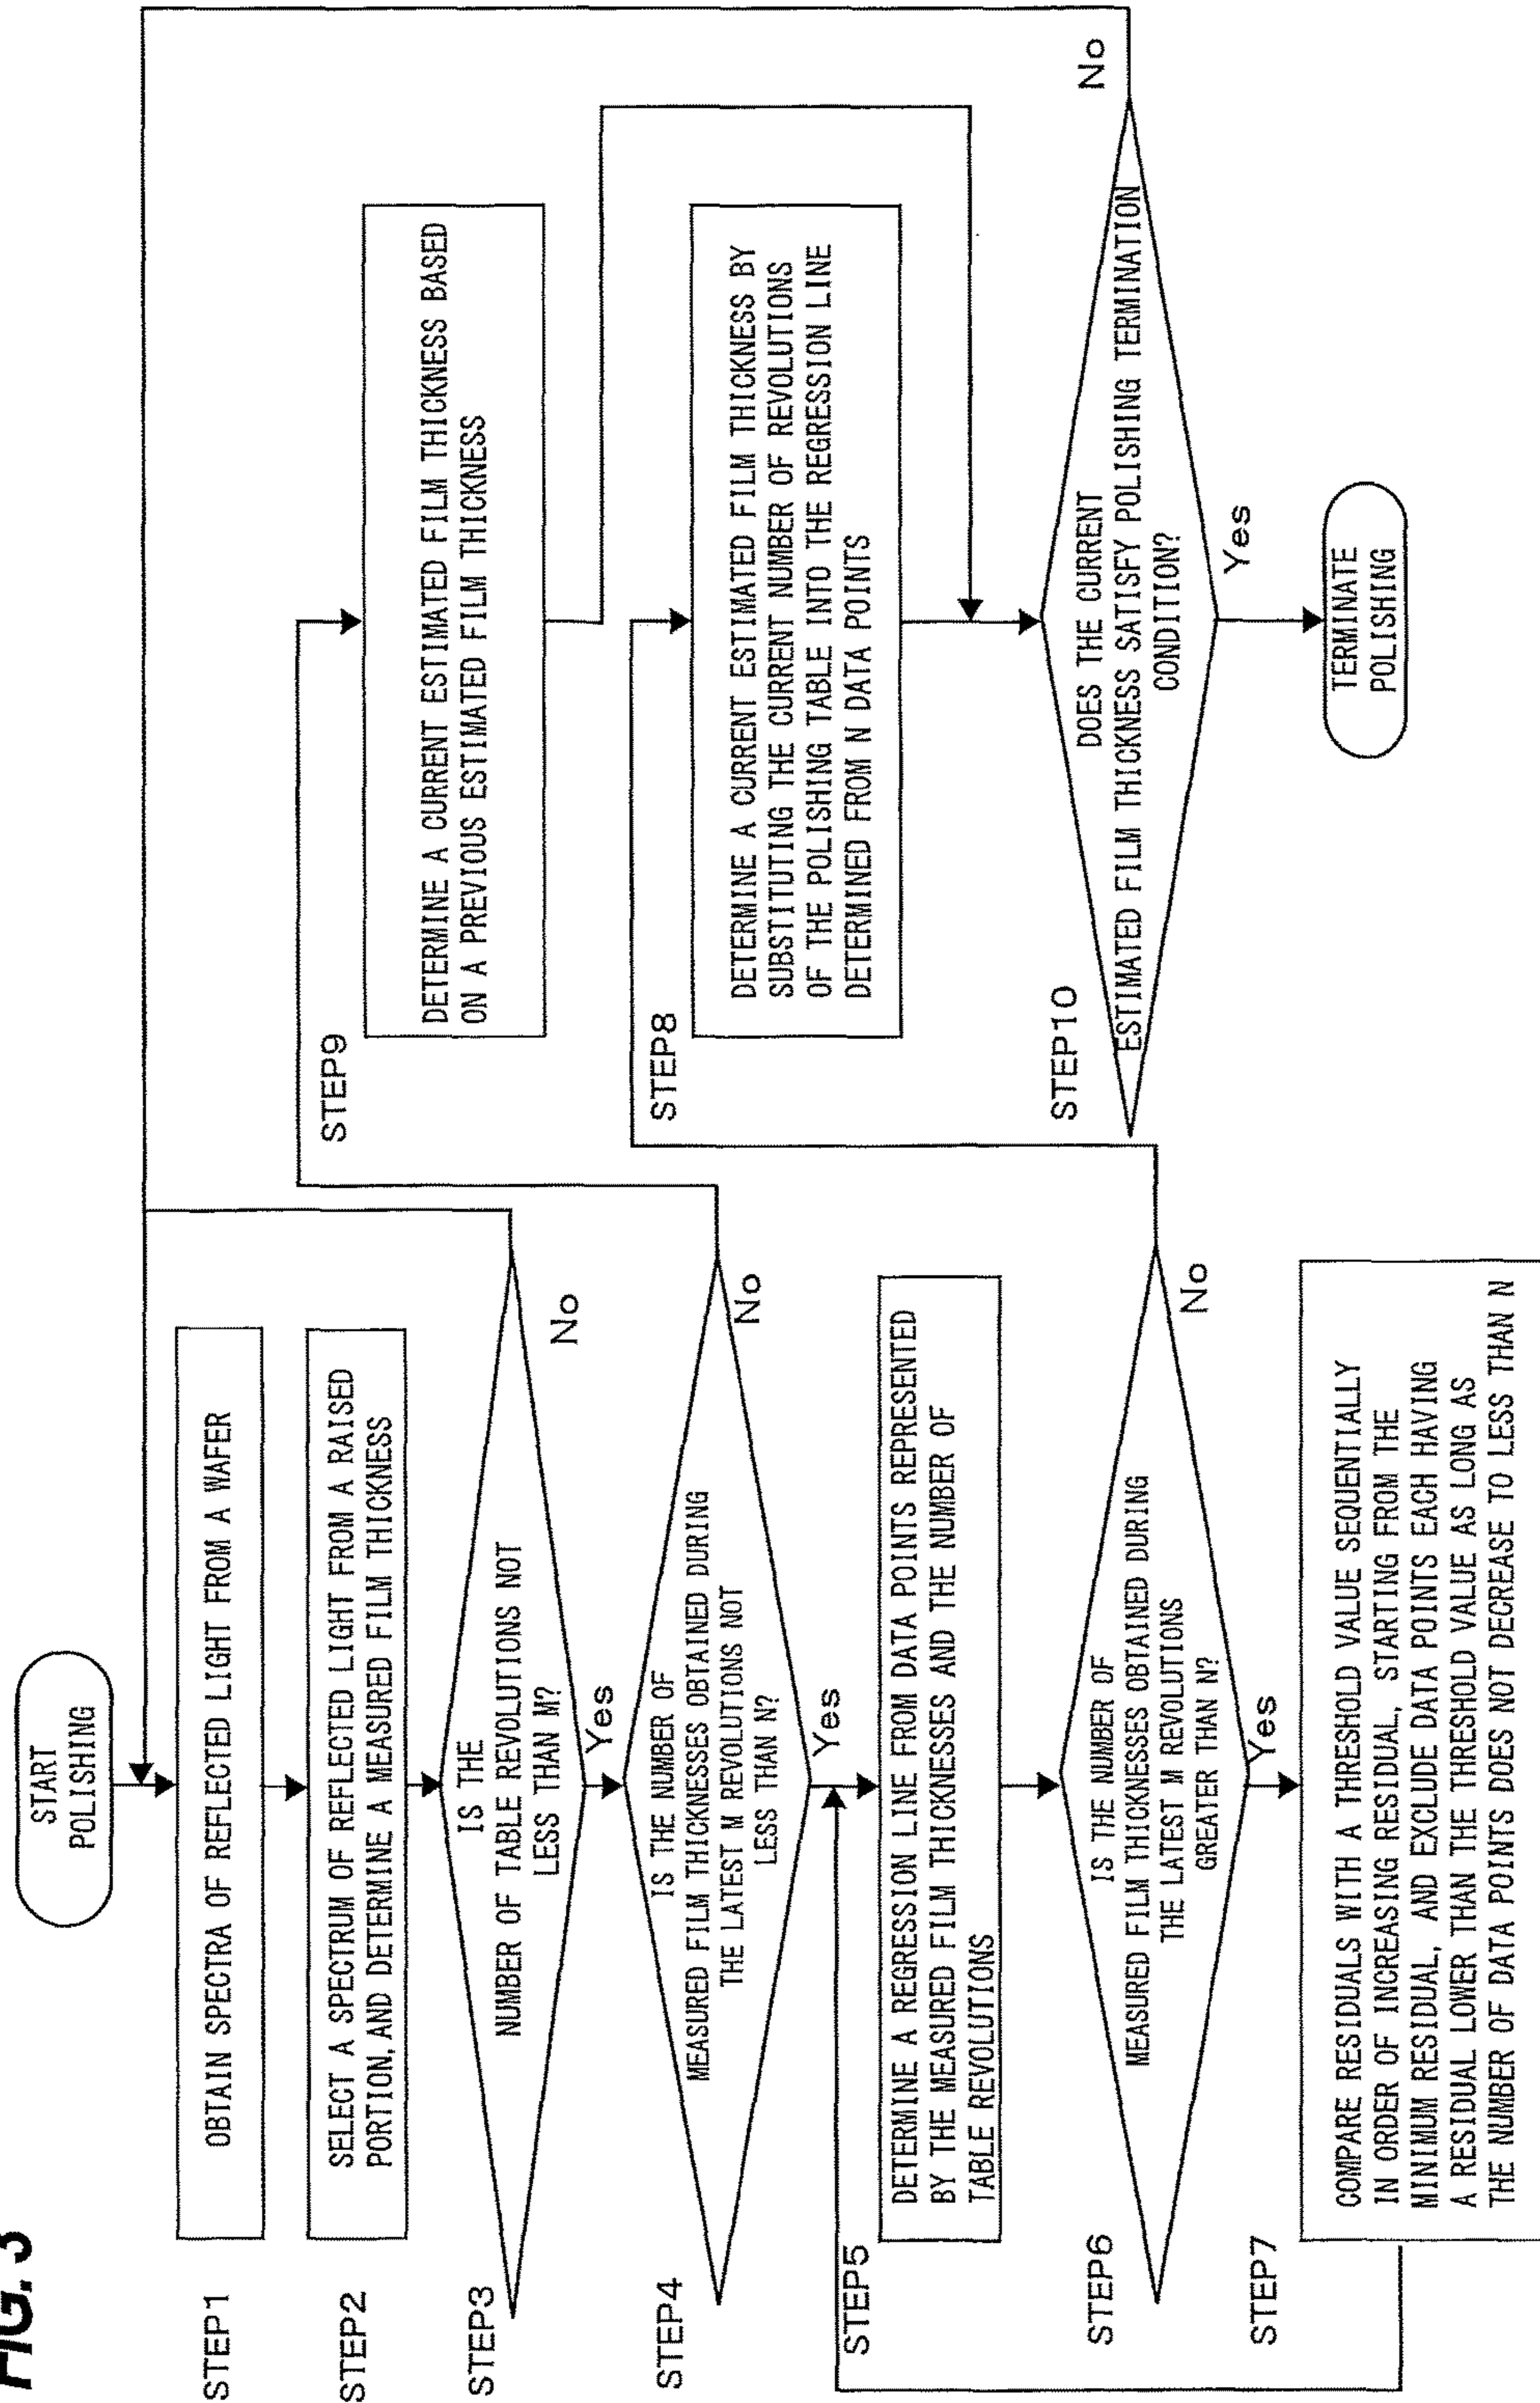 FIG. 3
START
POLISHING
STEP1
OBTAIN SPECTRA OF REFLECTED LIGHT FROM A WAFER
STEP2
SELECT A SPECTRUM OF REFLECTED LIGHT FROM A RAISED
PORTION, AND DETERMINE A MEASURED FILM THICKNESS
STEP3
IS THE
NUMBER OF TABLE REVOLUTIONS NOT
LESS THAN M?
No
Yes
STEP4
IS THE NUMBER OF
MEASURED FILM THICKNESSES OBTAINED DURING
THE LATEST M REVOLUTIONS NOT
LESS THAN N?
No
Yes
STEP5
DETERMINE A REGRESSION LINE FROM DATA POINTS REPRESENTED
BY THE MEASURED FILM THICKNESSES AND THE NUMBER OF
TABLE REVOLUTIONS
STEP6
IS THE NUMBER OF
MEASURED FILM THICKNESSES OBTAINED DURING
THE LATEST M REVOLUTIONS
GREATER THAN N?
No
Yes
STEP7
COMPARE RESIDUALS WITH A THRESHOLD VALUE SEQUENTIALLY
IN ORDER OF INCREASING RESIDUAL, STARTING FROM THE
MINIMUM RESIDUAL, AND EXCLUDE DATA POINTS EACH HAVING
A RESIDUAL LOWER THAN THE THRESHOLD VALUE AS LONG AS
THE NUMBER OF DATA POINTS DOES NOT DECREASE TO LESS THAN N
STEP9
DETERMINE A CURRENT ESTIMATED FILM THICKNESS BASED
ON A PREVIOUS ESTIMATED FILM THICKNESS
STEP8
DETERMINE A CURRENT ESTIMATED FILM THICKNESS BY
SUBSTITUTING THE CURRENT NUMBER OF REVOLUTIONS
OF THE POLISHING TABLE INTO THE REGRESSION LINE
DETERMINED FROM N DATA POINTS
STEP10
DOES THE CURRENT
ESTIMATED FILM THICKNESS SATISFY POLISHING TERMINATION
CONDITION?
No
Yes
TERMINATE
POLISHING